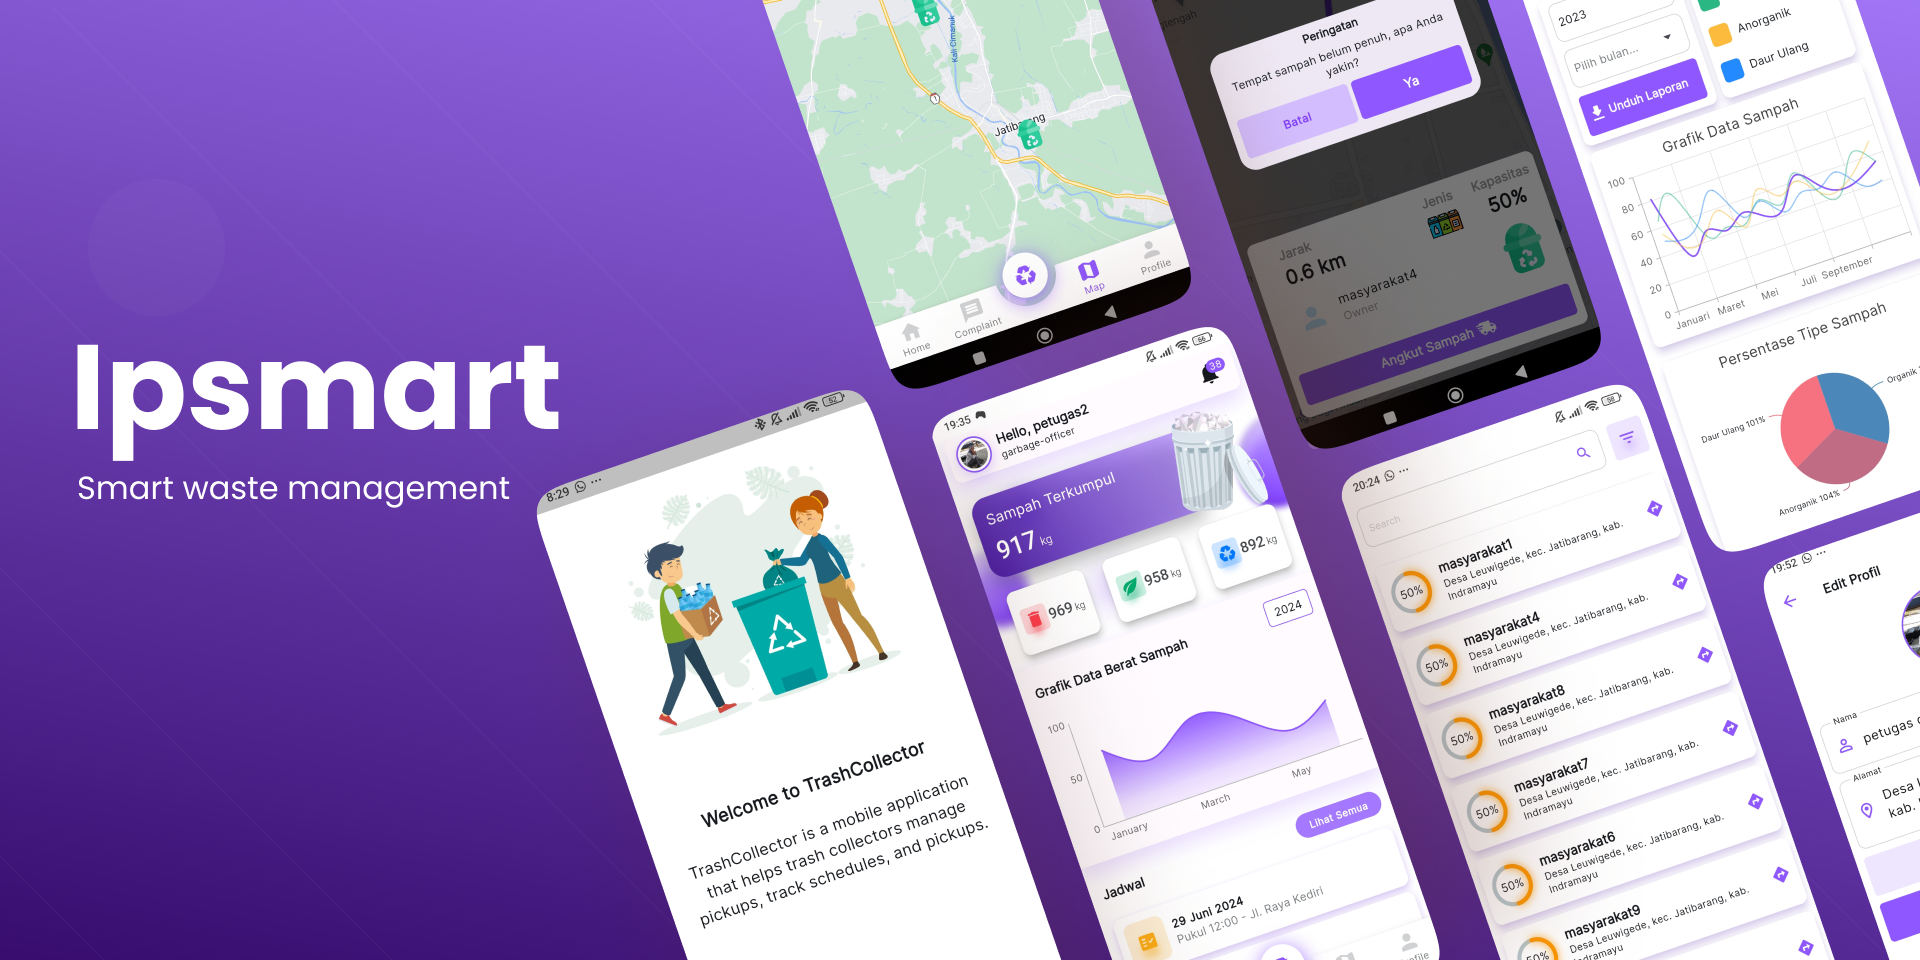 Ipsmart
Smart waste management
8:29
52
Welcome to TrashCollector
TrashCollector is a mobile application
that helps trash collectors manage
pickups, track schedules, and pickups.
Kali Cimanuk
Jatibarang
Home
Complaint
Map
Profile
19:35
66
38
Hello, petugas2
garbage-officer
Sampah Terkumpul
917 kg
969 kg
958 kg
892 kg
2024
Grafik Data Berat Sampah
100
50
0
January
March
May
Lihat Semua
Jadwal
29 Juni 2024
Pukul 12:00 - Jl. Raya Kediri
Peringatan
Tempat sampah belum penuh, apa Anda
yakin?
Batal
Ya
Jarak
0.6 km
Jenis
Kapasitas
50%
masyarakat4
Owner
Angkut Sampah
20:24
58
Search
50%
masyarakat1
Desa Leuwigede, kec. Jatibarang, kab.
Indramayu
50%
masyarakat4
Desa Leuwigede, kec. Jatibarang, kab.
Indramayu
50%
masyarakat8
Desa Leuwigede, kec. Jatibarang, kab.
Indramayu
50%
masyarakat7
Desa Leuwigede, kec. Jatibarang, kab.
Indramayu
50%
masyarakat6
Desa Leuwigede, kec. Jatibarang, kab.
Indramayu
50%
masyarakat9
Desa Leuwigede, kec. Jatibarang, kab.
Indramayu
2023
Pilih bulan...
Unduh Laporan
Anorganik
Daur Ulang
Grafik Data Sampah
100
80
60
40
20
0
Januari
Maret
Mei
Juli
September
Persentase Tipe Sampah
Organik
Daur Ulang 101%
Anorganik 104%
19:52
Edit Profil
Nama
petugas
Alamat
Desa
kab.